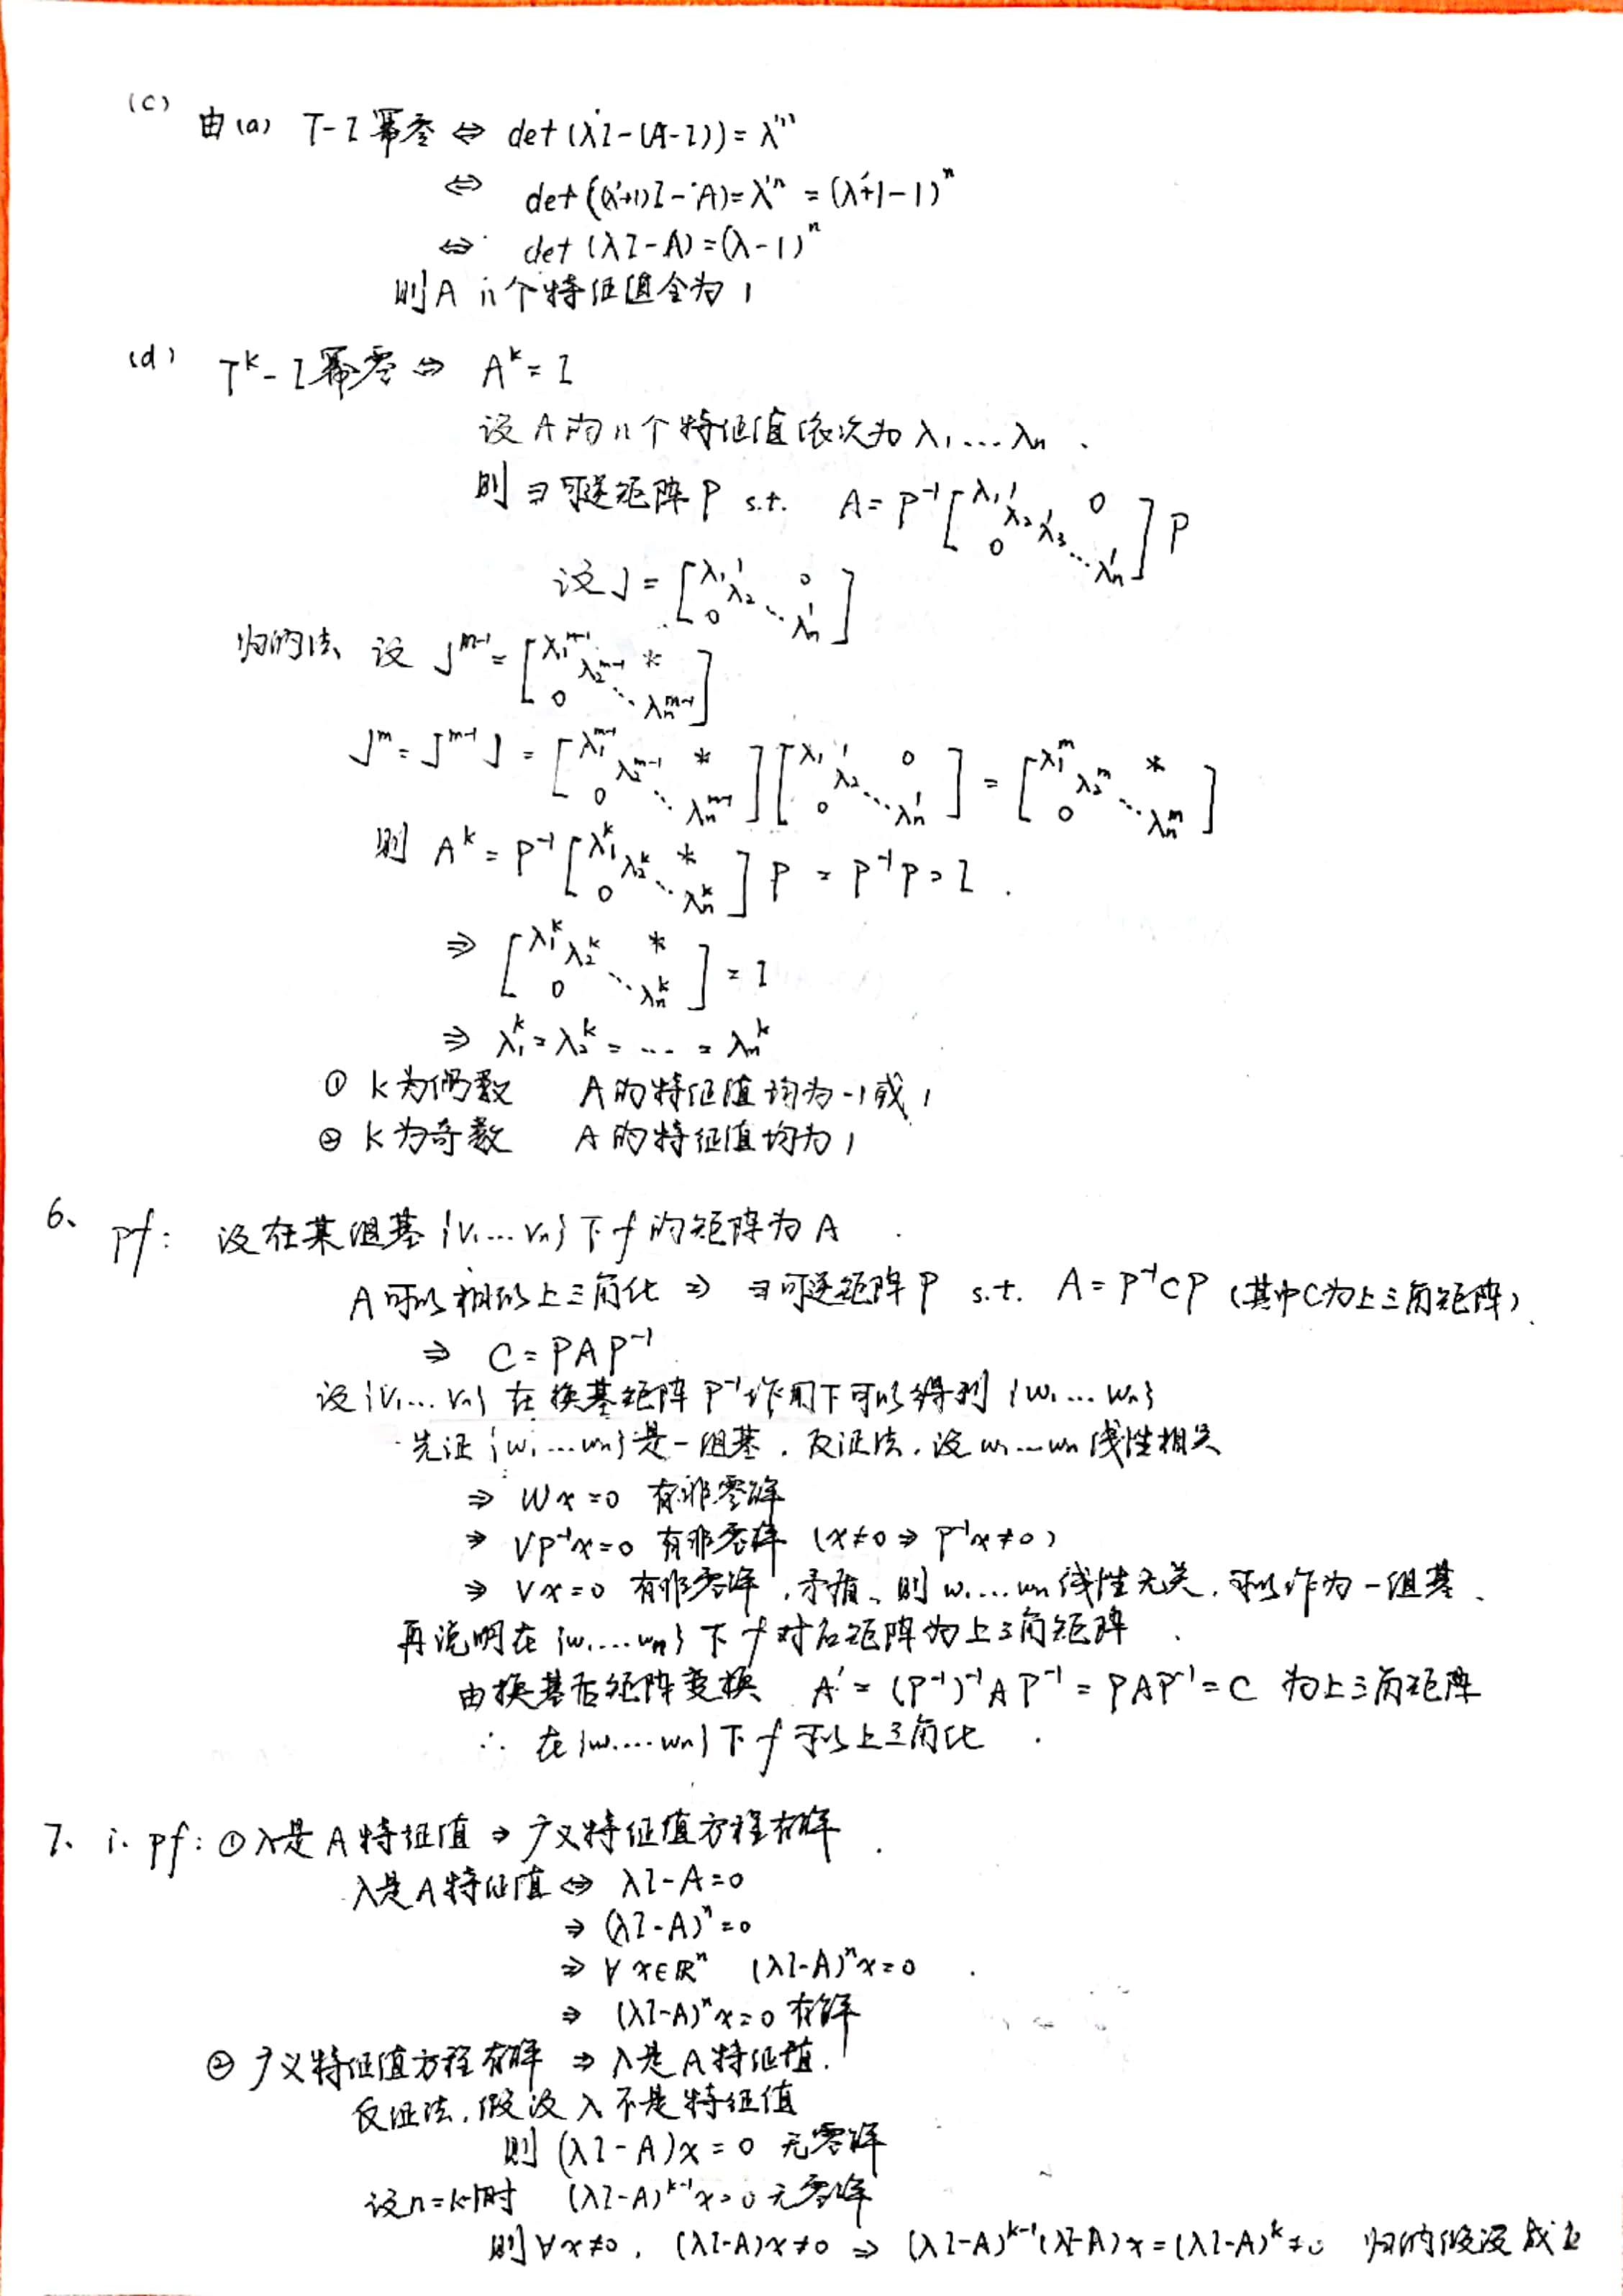 (c) 由(a) T-I 幂零 ⇔ det(λ'I-(A-I))=λ'ⁿ
⇔ det((λ'+1)I-A)=λ'ⁿ=(λ'+1-1)ⁿ
⇔ det(λI-A)=(λ-1)ⁿ
则A n个特征值全为1
(d) Tᵏ-I幂零 ⇔ Aᵏ=I
设A的n个特征值依次为λ₁...λₙ.
则∃可逆矩阵P s.t. A=P⁻¹[λ₁ 1 0 λ₂ 1 λ₃ 0 ... 1 λₙ]P
设J=[λ₁ 1 0 λ₂ 0 ... 1 λₙ]
归纳法 设 Jᵐ⁻¹=[λ₁ᵐ⁻¹ λ₂ᵐ⁻¹ * 0 ... λₙᵐ⁻¹]
Jᵐ=Jᵐ⁻¹J=[λ₁ᵐ⁻¹ λ₂ᵐ⁻¹ * 0 ... λₙᵐ⁻¹][λ₁ 1 0 λ₂ 0 ... 1 λₙ]=[λ₁ᵐ λ₂ᵐ * 0 ... λₙᵐ]
则 Aᵏ=P⁻¹[λ₁ᵏ λ₂ᵏ * 0 ... λₙᵏ]P=P⁻¹P=I.
⇒ [λ₁ᵏ λ₂ᵏ * 0 ... λₙᵏ]=I
⇒ λ₁ᵏ=λ₂ᵏ=...=λₙᵏ
① k为偶数 A的特征值均为-1或1
② k为奇数 A的特征值均为1
6、pf: 设在某组基{v₁...vₙ}下f的矩阵为A.
A可以相似上三角化 ⇒ ∃可逆矩阵P s.t. A=P⁻¹CP (其中C为上三角矩阵).
⇒ C=PAP⁻¹
设{v₁...vₙ}在换基矩阵P⁻¹作用下可以得到{w₁...wₙ}
先证{w₁...wₙ}是一组基,反证法,设w₁...wₙ线性相关
⇒ Wx=0 有非零解
⇒ VP⁻¹x=0 有非零解 (x≠0⇒P⁻¹x≠0)
⇒ Vx=0 有非零解,矛盾、则w₁...wₙ线性无关,可以作为一组基.
再说明在{w₁...wₙ}下f对应矩阵为上三角矩阵.
由换基后矩阵变换 A'=(P⁻¹)⁻¹AP⁻¹=PAP⁻¹=C 为上三角矩阵
∴ 在{w₁...wₙ}下f可以上三角化.
7、i. pf: ①λ是A特征值 ⇒ 广义特征值方程有解.
λ是A特征值 ⇔ λI-A=0
⇒ (λI-A)ⁿ=0
⇒ ∀x∈ℝⁿ (λI-A)ⁿx=0.
⇒ (λI-A)ⁿx=0 有解
② 广义特征值方程有解 ⇒ λ是A特征值.
反证法,假设λ不是特征值
则(λI-A)x=0 无零解
设n=k-1时 (λI-A)ᵏ⁻¹x=0 无零解
则∀x≠0, (λI-A)x≠0 ⇒ (λI-A)ᵏ⁻¹(λI-A)x=(λI-A)ᵏ≠0 归纳假设成立